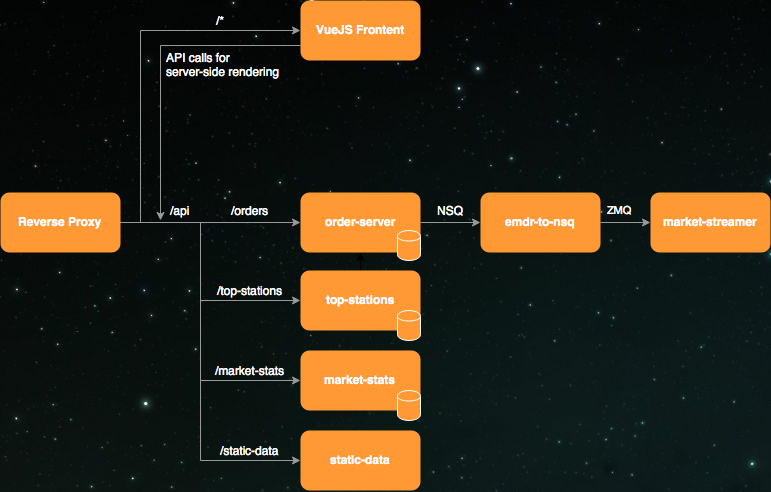 /*
VueJS Frontent
API calls for
server-side rendering
Reverse Proxy
/api
/orders
order-server
NSQ
emdr-to-nsq
ZMQ
market-streamer
/top-stations
top-stations
/market-stats
market-stats
/static-data
static-data